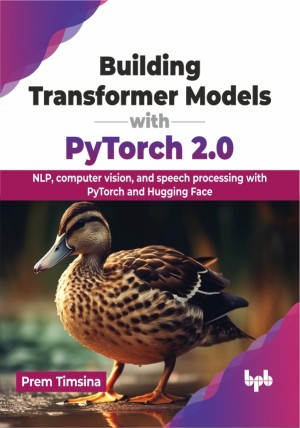 Building
Transformer Models
with
PyTorch 2.0
NLP, computer vision, and speech processing with
PyTorch and Hugging Face
Prem Timsina
bpb